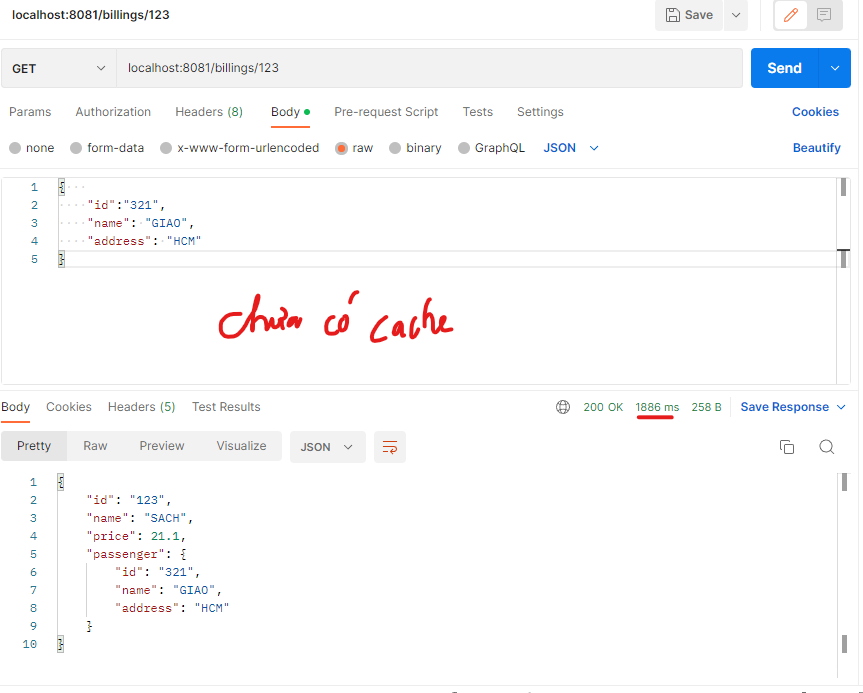 localhost:8081/billings/123
Save
GET localhost:8081/billings/123 Send
Params Authorization Headers (8) Body Pre-request Script Tests Settings Cookies
none form-data x-www-form-urlencoded raw binary GraphQL JSON Beautify
1 {
2 "id":"321",
3 "name": "GIAO",
4 "address": "HCM"
5 }
chưa có cache
Body Cookies Headers (5) Test Results 200 OK 1886 ms 258 B Save Response
Pretty Raw Preview Visualize JSON
1 {
2 "id": "123",
3 "name": "SACH",
4 "price": 21.1,
5 "passenger": {
6 "id": "321",
7 "name": "GIAO",
8 "address": "HCM"
9 }
10 }